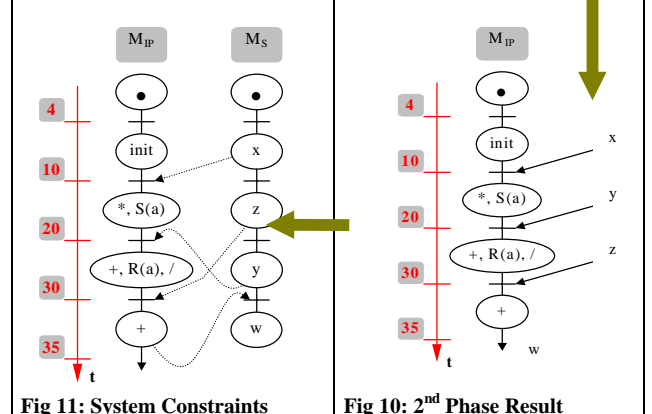 M_IP M_S
4
init x
10
*, S(a) z
20
+, R(a), / y
30
+ w
35
t
Fig 11: System Constraints
M_IP
4
init x
10
*, S(a) y
20
+, R(a), / z
30
+
35 w
t
Fig 10: 2nd Phase Result